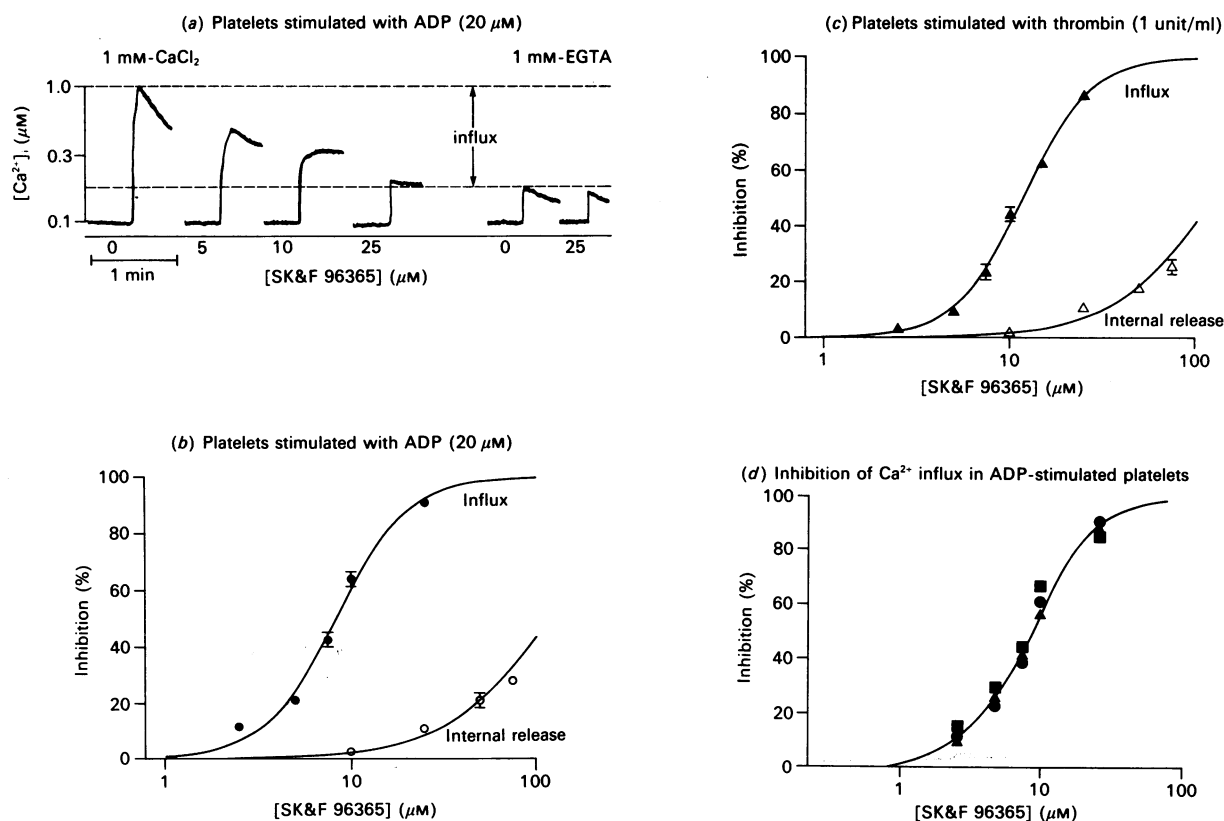 (a) Platelets stimulated with ADP (20 μM)
1 mM-CaCl₂
1 mM-EGTA
[Ca²⁺]ᵢ (μM)
1.0
0.3
0.1
influx
0 5 10 25 0 25
1 min
[SK&F 96365] (μM)
(b) Platelets stimulated with ADP (20 μM)
Inhibition (%)
100
80
60
40
20
0
Influx
Internal release
1 10 100
[SK&F 96365] (μM)
(c) Platelets stimulated with thrombin (1 unit/ml)
Inhibition (%)
100
80
60
40
20
0
Influx
Internal release
1 10 100
[SK&F 96365] (μM)
(d) Inhibition of Ca²⁺ influx in ADP-stimulated platelets
Inhibition (%)
100
80
60
40
20
0
1 10 100
[SK&F 96365] (μM)